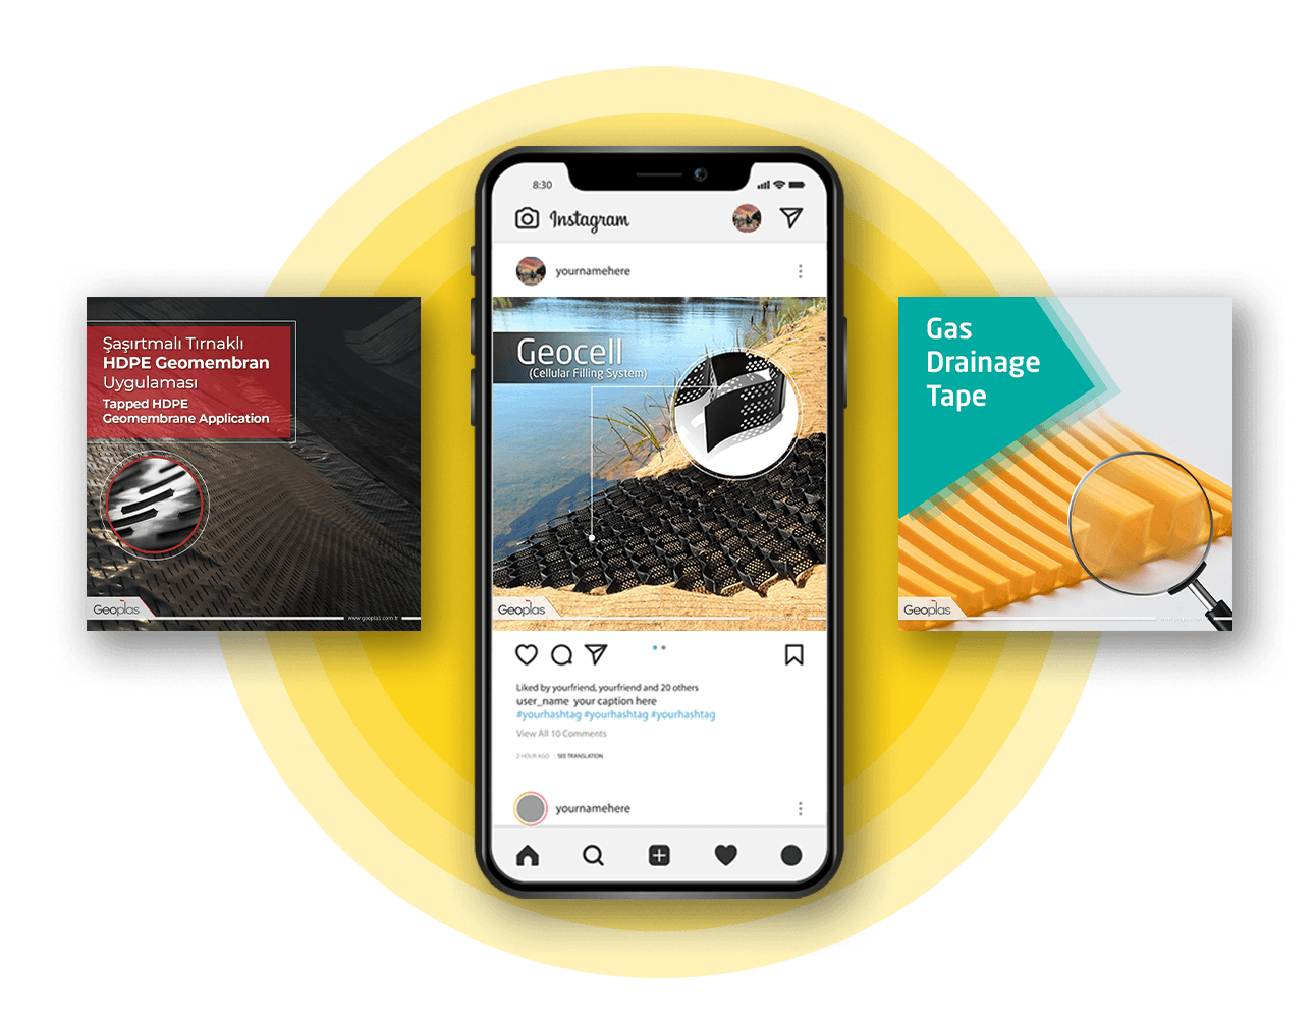 Şaşırtmalı Tırnaklı
HDPE Geomembran
Uygulaması
Tapped HDPE
Geomembrane Application
Geoplas
www.geoplas.com.tr
8:30
Instagram
yournamehere
Geocell
(Cellular Filling System)
Geoplas
Liked by yourfriend, yourfriend and 20 others
user_name your caption here
#yourhashtag #yourhashtag #yourhashtag
View All 10 Comments
2 HOUR AGO · SEE TRANSLATION
yournamehere
Gas
Drainage
Tape
Geoplas